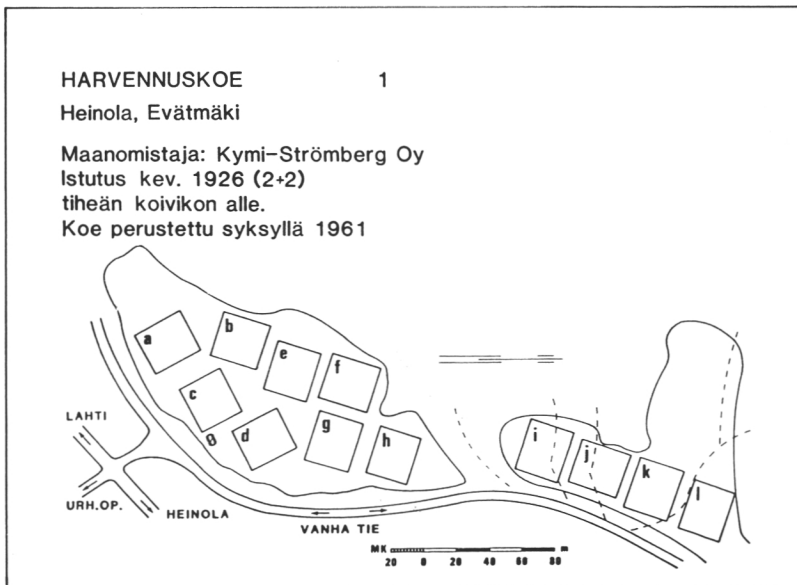 HARVENNUSKOE 1
Heinola, Evätmäki
Maanomistaja: Kymi-Strömberg Oy
Istutus kev. 1926 (2+2)
tiheän koivikon alle.
Koe perustettu syksyllä 1961
a
b
e
f
c
Ø
d
g
h
i
j
k
l
LAHTI
URH.OP.
HEINOLA
VANHA TIE
MK m
20 0 20 40 60 80